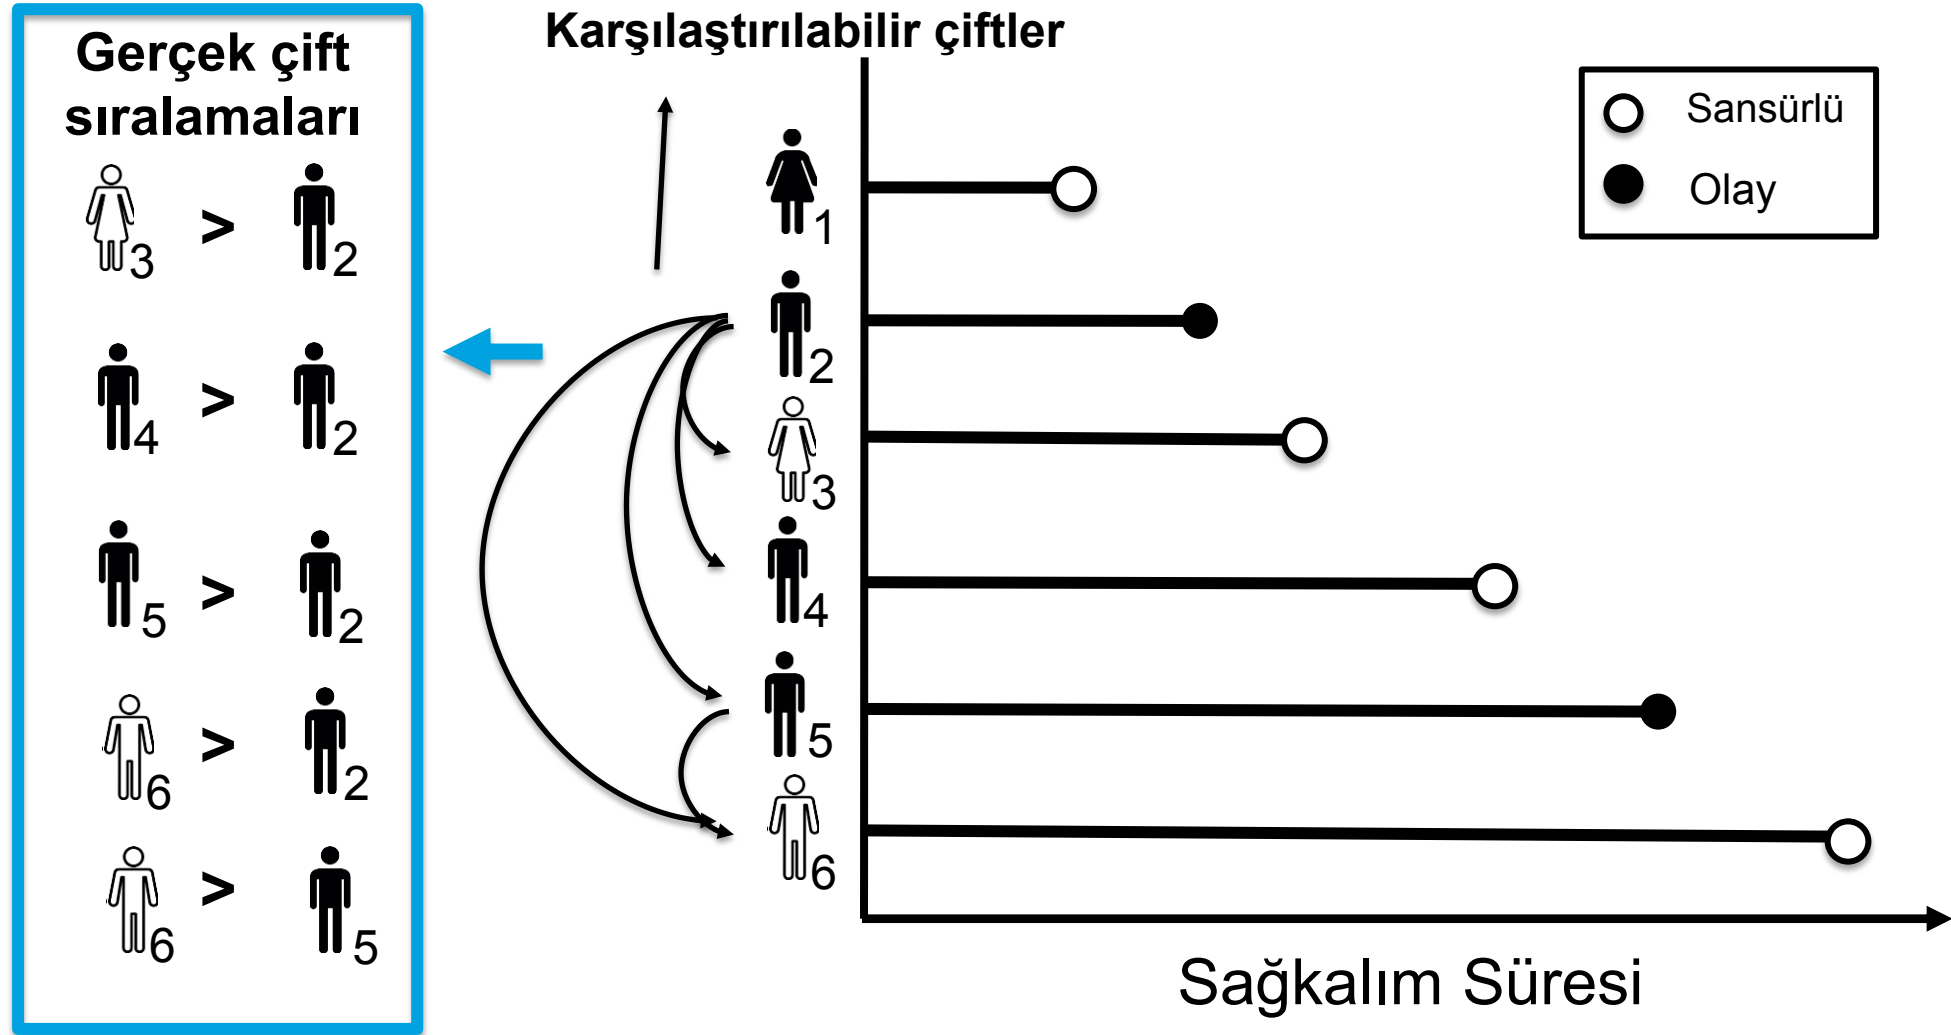 Gerçek çift
sıralamaları
3 > 2
4 > 2
5 > 2
6 > 2
6 > 5
Karşılaştırılabilir çiftler
1
2
3
4
5
6
Sansürlü
Olay
Sağkalım Süresi